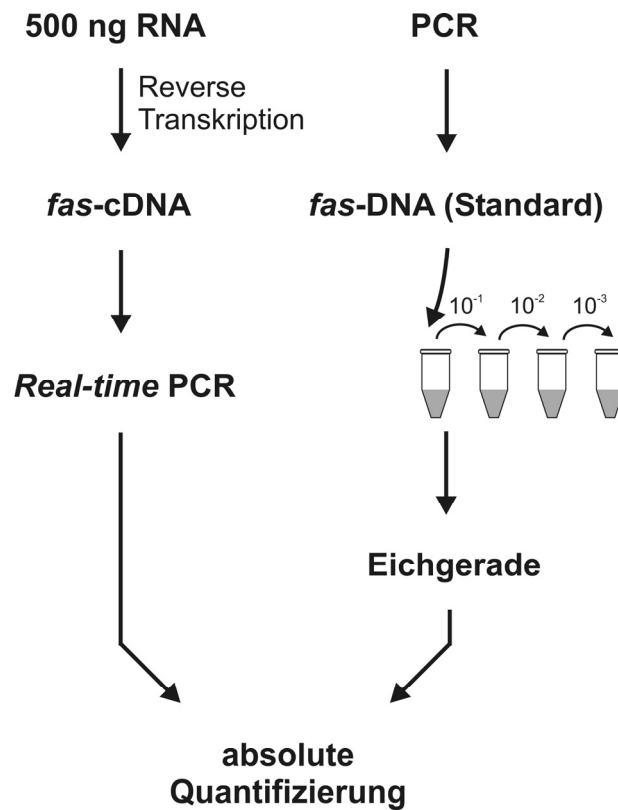 500 ng RNA
PCR
Reverse
Transkription
fas-cDNA
fas-DNA (Standard)
10-1
10-2
10-3
Real-time PCR
Eichgerade
absolute
Quantifizierung